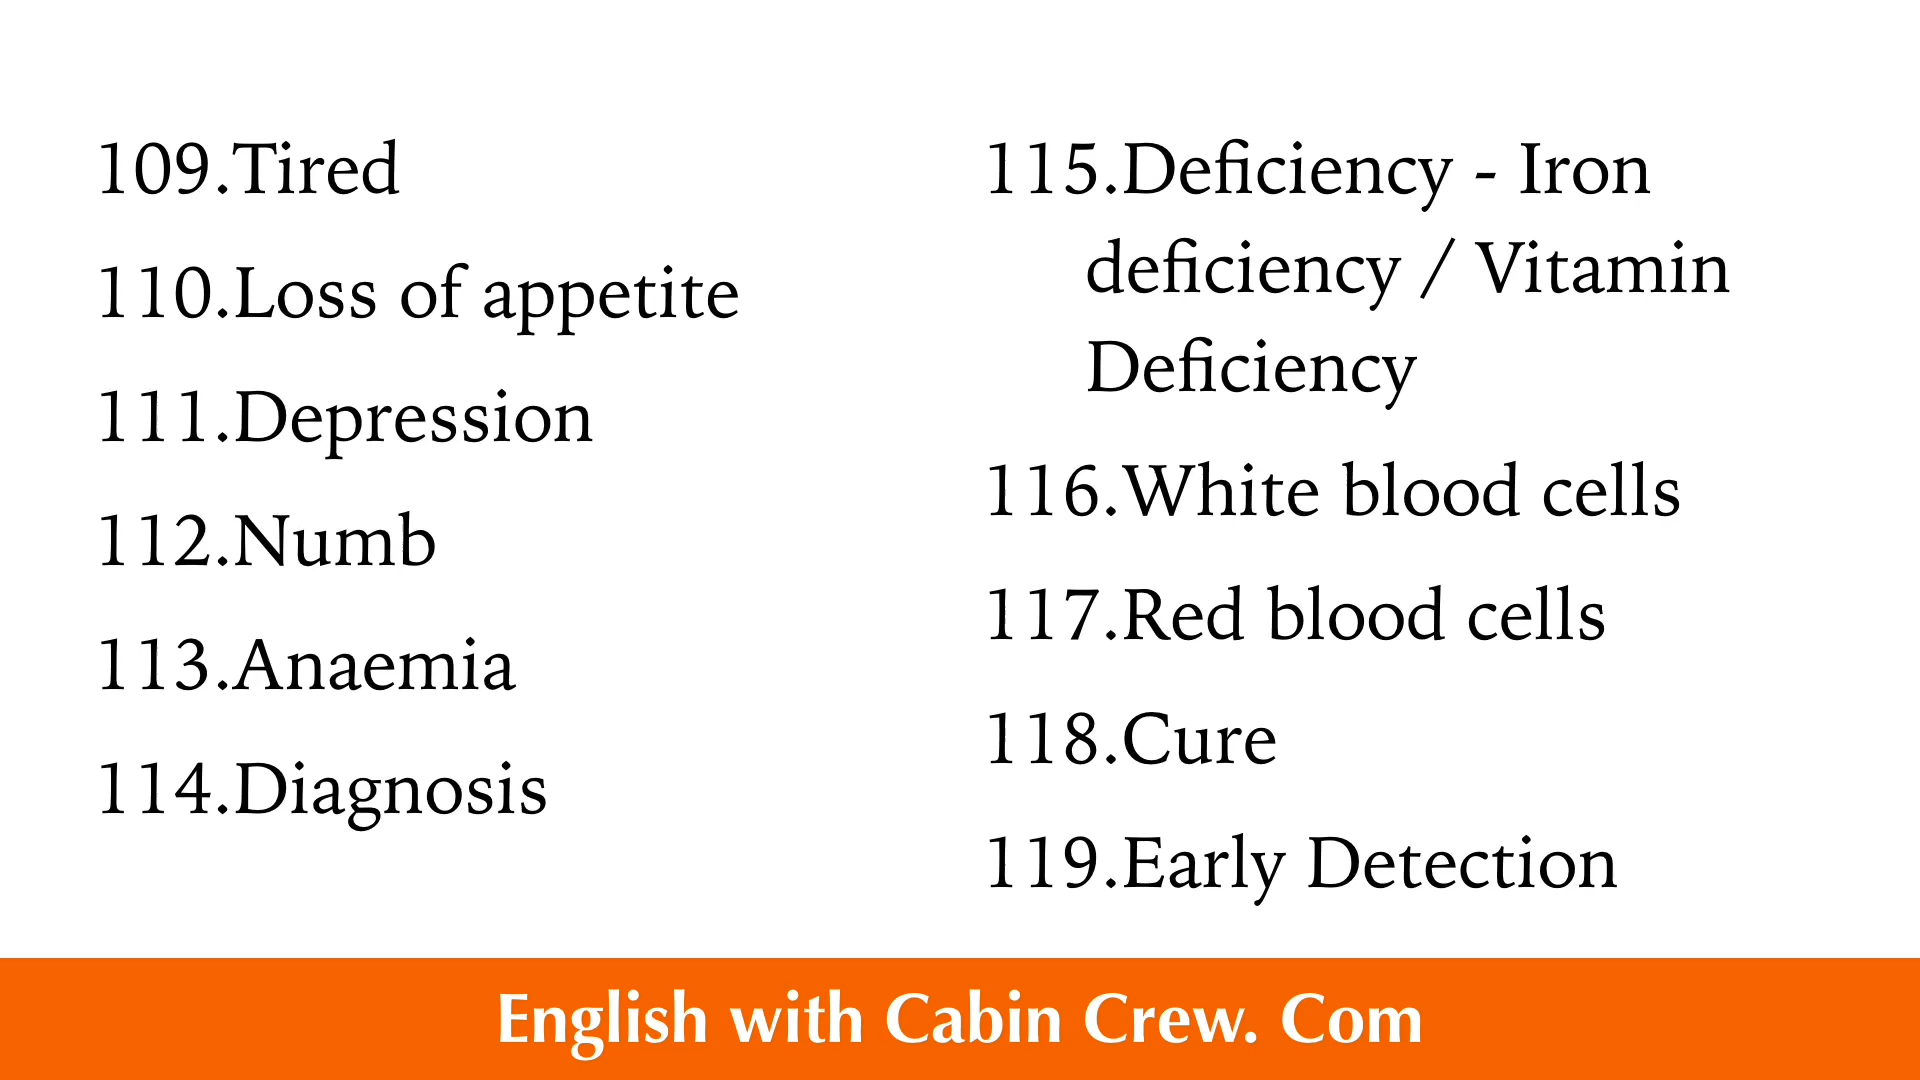 109.Tired
110.Loss of appetite
111.Depression
112.Numb
113.Anaemia
114.Diagnosis
115.Deficiency - Iron
deficiency / Vitamin
Deficiency
116.White blood cells
117.Red blood cells
118.Cure
119.Early Detection
English with Cabin Crew. Com